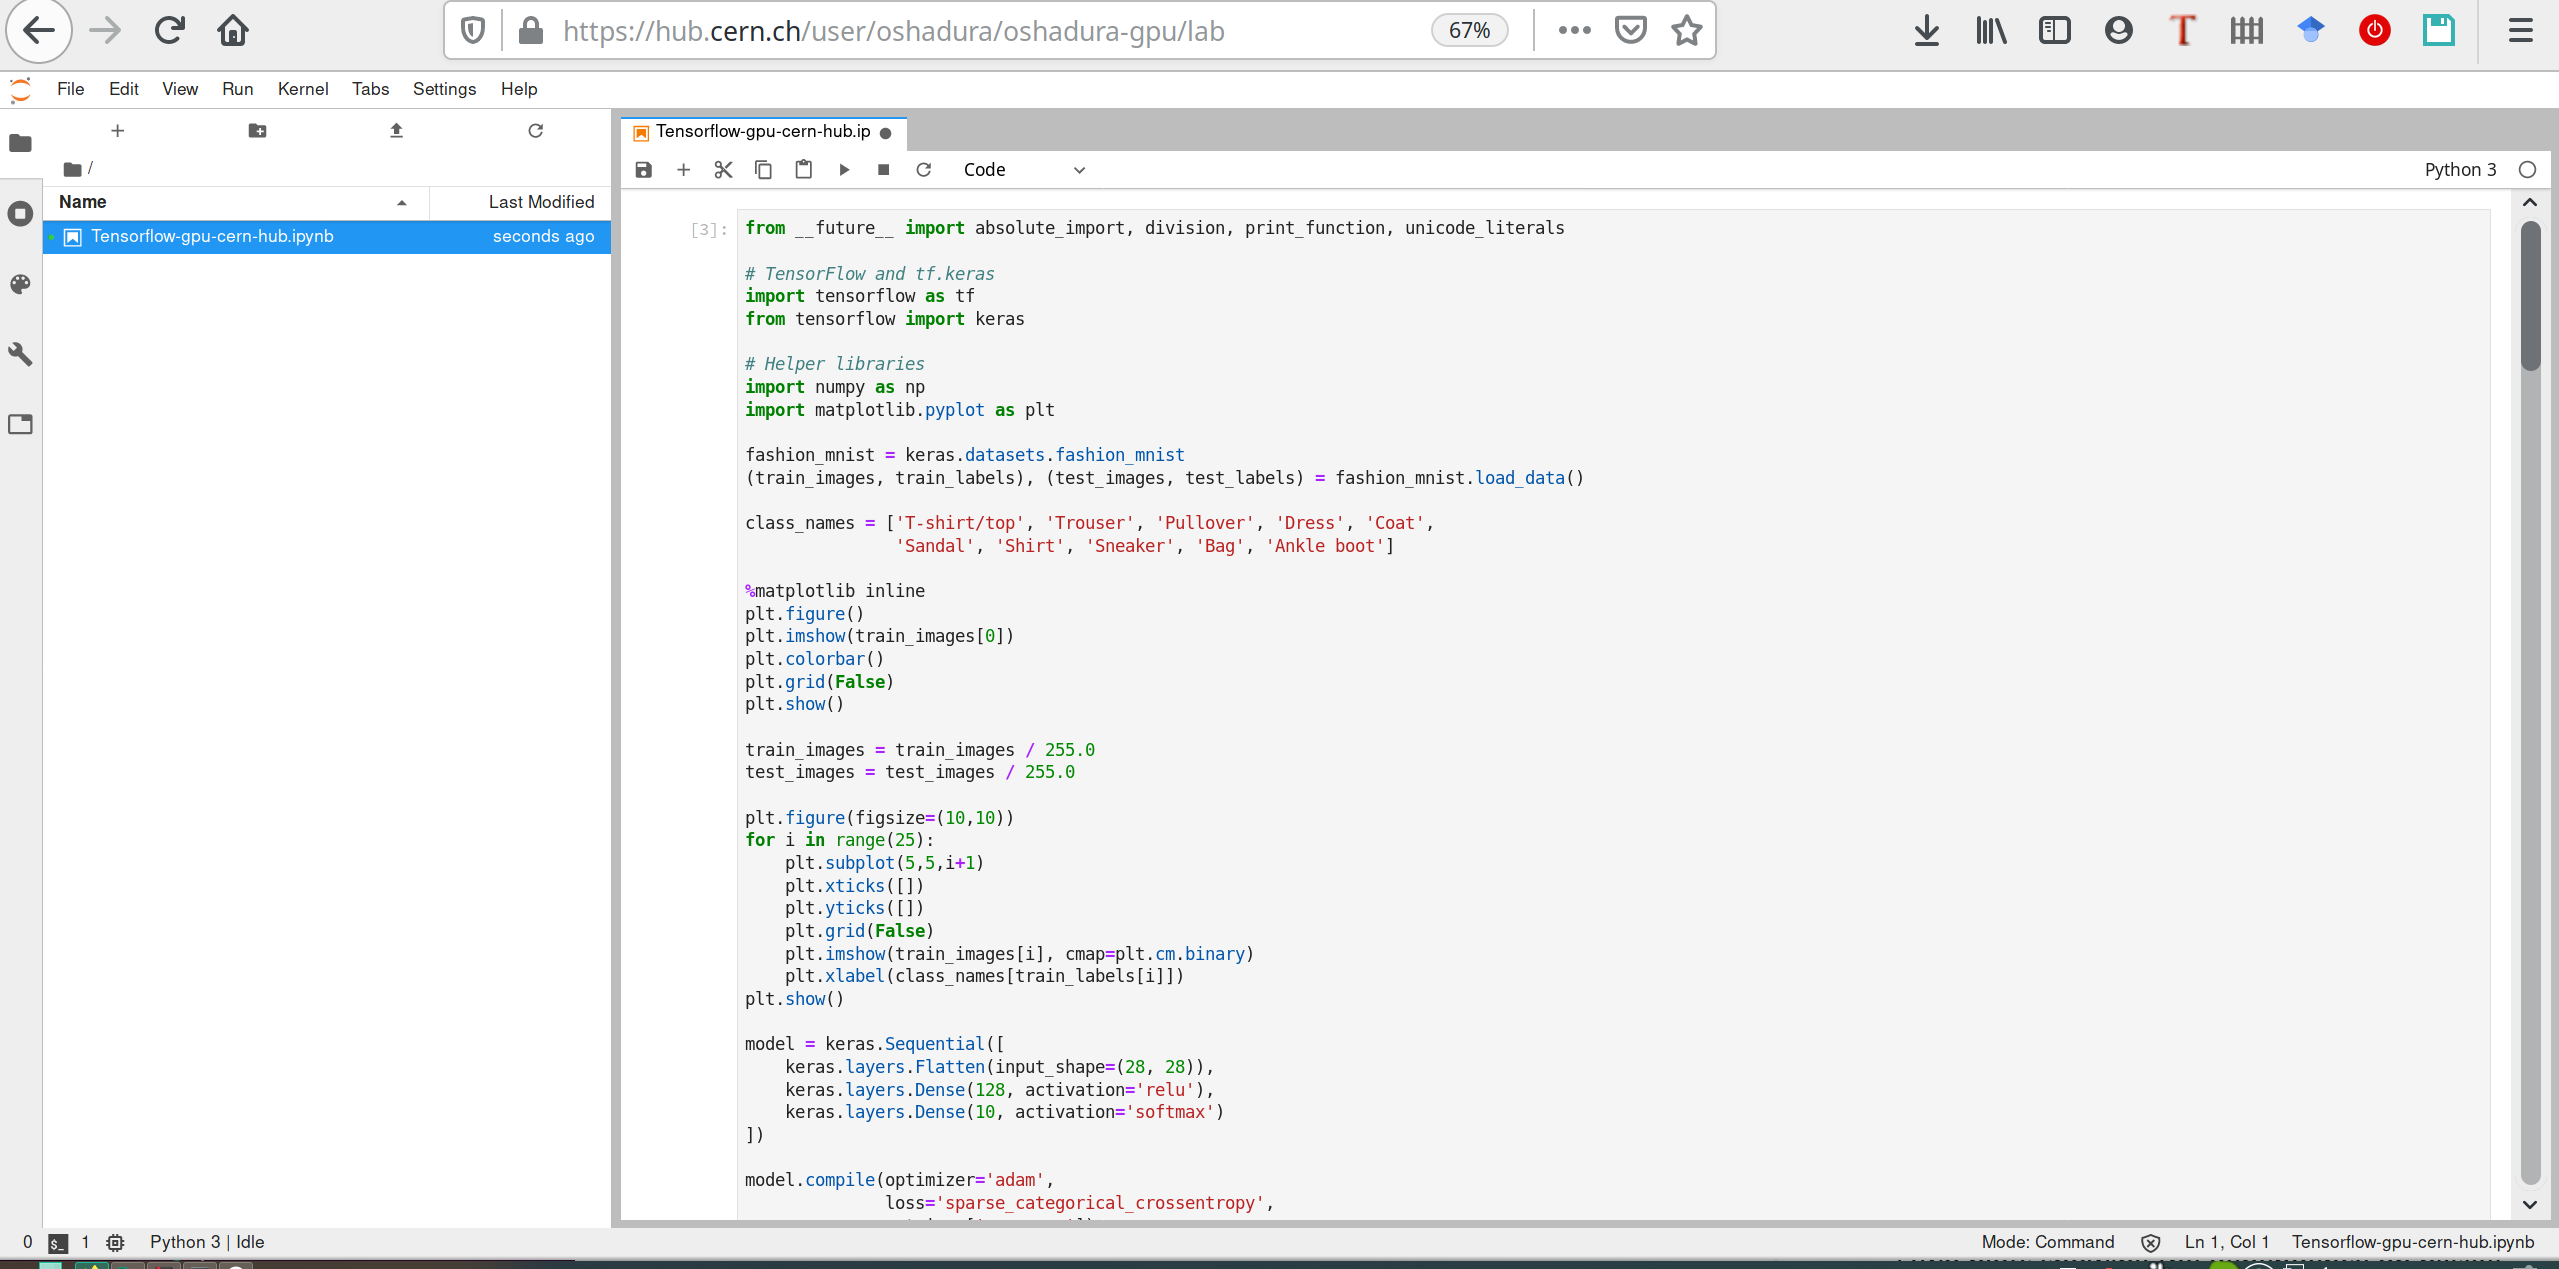 https://hub.cern.ch/user/oshadura/oshadura-gpu/lab
67%
File Edit View Run Kernel Tabs Settings Help
/
Name Last Modified
Tensorflow-gpu-cern-hub.ipynb seconds ago
Tensorflow-gpu-cern-hub.ip
Code
Python 3
[3]:
from __future__ import absolute_import, division, print_function, unicode_literals
# TensorFlow and tf.keras
import tensorflow as tf
from tensorflow import keras
# Helper libraries
import numpy as np
import matplotlib.pyplot as plt
fashion_mnist = keras.datasets.fashion_mnist
(train_images, train_labels), (test_images, test_labels) = fashion_mnist.load_data()
class_names = ['T-shirt/top', 'Trouser', 'Pullover', 'Dress', 'Coat',
               'Sandal', 'Shirt', 'Sneaker', 'Bag', 'Ankle boot']
%matplotlib inline
plt.figure()
plt.imshow(train_images[0])
plt.colorbar()
plt.grid(False)
plt.show()
train_images = train_images / 255.0
test_images = test_images / 255.0
plt.figure(figsize=(10,10))
for i in range(25):
    plt.subplot(5,5,i+1)
    plt.xticks([])
    plt.yticks([])
    plt.grid(False)
    plt.imshow(train_images[i], cmap=plt.cm.binary)
    plt.xlabel(class_names[train_labels[i]])
plt.show()
model = keras.Sequential([
    keras.layers.Flatten(input_shape=(28, 28)),
    keras.layers.Dense(128, activation='relu'),
    keras.layers.Dense(10, activation='softmax')
])
model.compile(optimizer='adam',
              loss='sparse_categorical_crossentropy',
0 $_ 1 Python 3 | Idle
Mode: Command Ln 1, Col 1 Tensorflow-gpu-cern-hub.ipynb